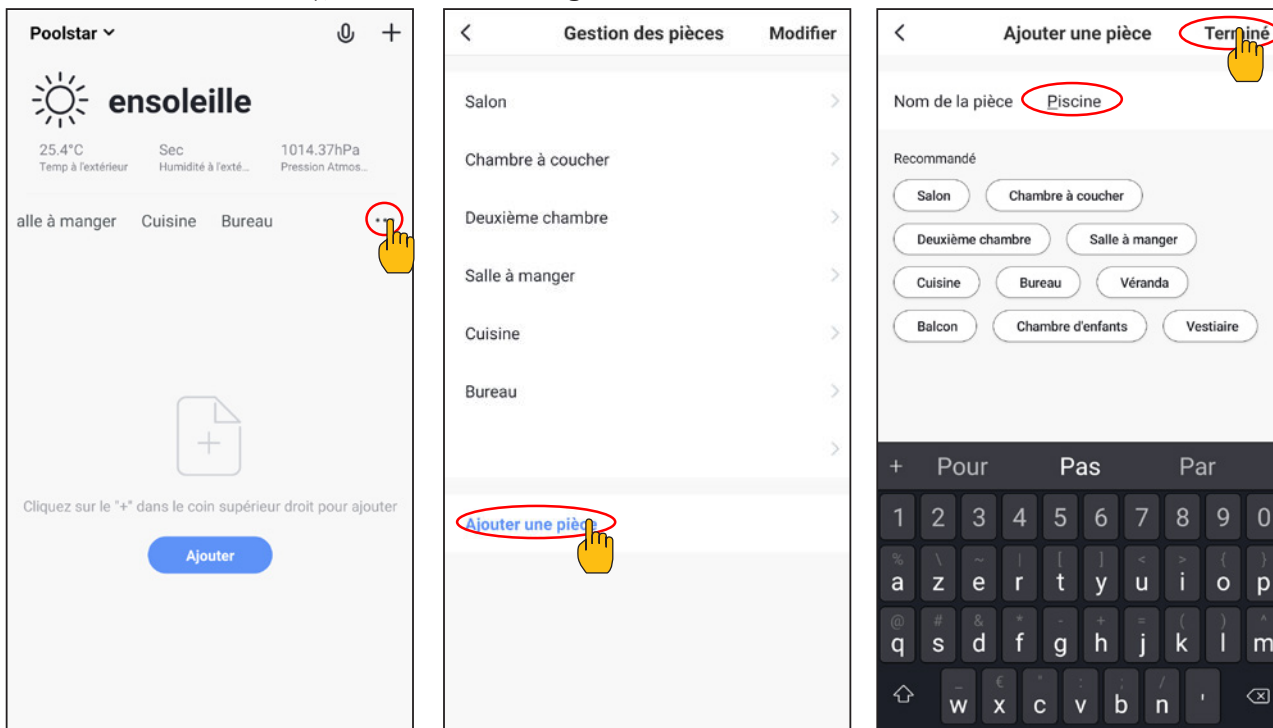 Poolstar
ensoleille
25.4°C Sec 1014.37hPa
Temp à l'extérieur Humidité à l'exté... Pression Atmos...
alle à manger Cuisine Bureau
Cliquez sur le "+" dans le coin supérieur droit pour ajouter
Ajouter
Gestion des pièces Modifier
Salon
Chambre à coucher
Deuxième chambre
Salle à manger
Cuisine
Bureau
Ajouter une pièce
Ajouter une pièce Terminé
Nom de la pièce Piscine
Recommandé
Salon Chambre à coucher
Deuxième chambre Salle à manger
Cuisine Bureau Véranda
Balcon Chambre d'enfants Vestiaire
+ Pour Pas Par
1 2 3 4 5 6 7 8 9 0
% \ ~ | [ ] < > { }
a z e r t y u i o p
@ # & * - + = ( ) ^
q s d f g h j k l m
_ € " : ; /
w x c v b n '